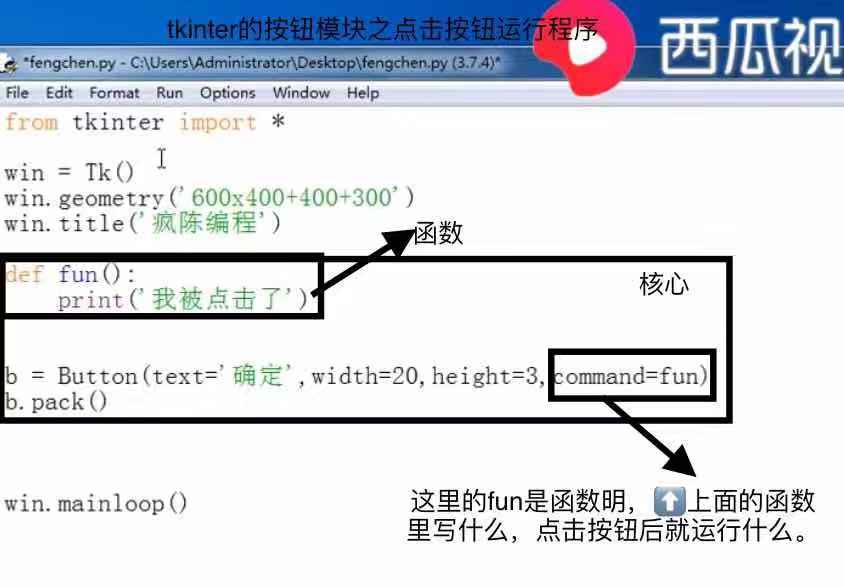 tkinter的按钮模块之点击按钮运行程序
西瓜视
*fengchen.py - C:\Users\Administrator\Desktop\fengchen.py (3.7.4)*
File Edit Format Run Options Window Help
from tkinter import *
win = Tk()
win.geometry('600x400+400+300')
win.title('疯陈编程')
函数
def fun():
核心
print('我被点击了')
b = Button(text='确定',width=20,height=3,command=fun)
b.pack()
win.mainloop()
这里的fun是函数明，⬆️上面的函数
里写什么，点击按钮后就运行什么。